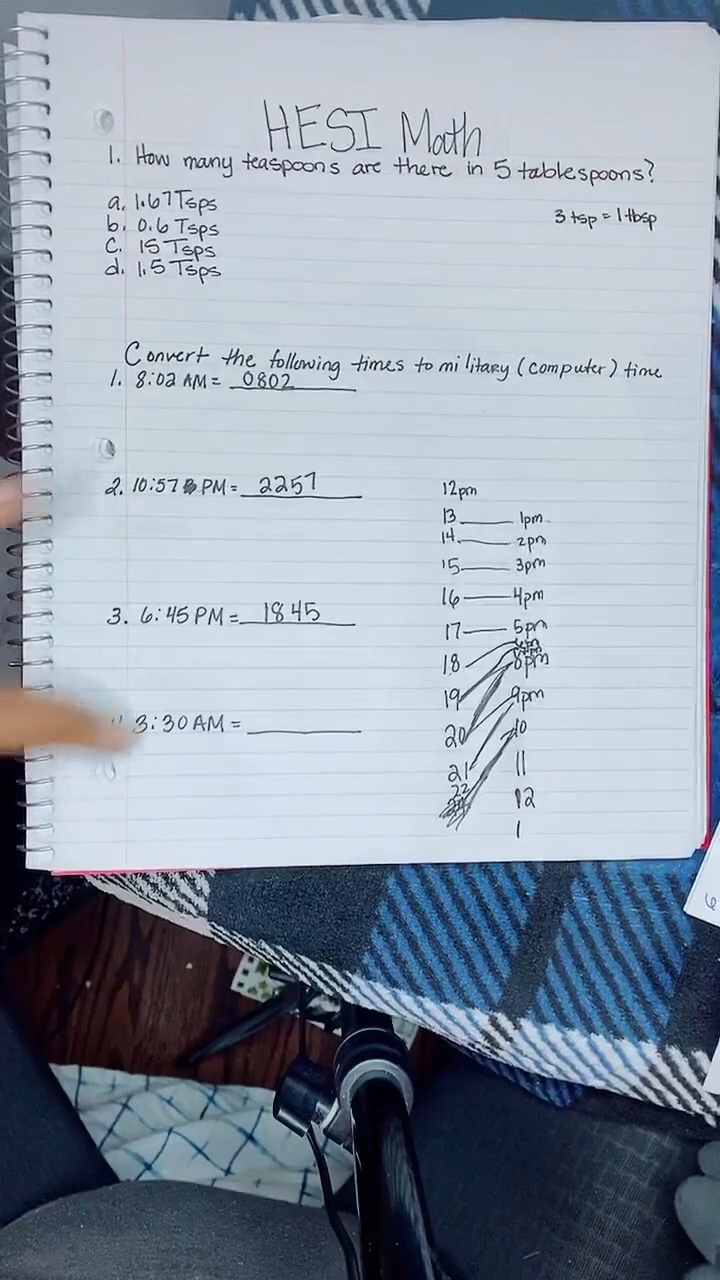 HESI Math
1. How many teaspoons are there in 5 tablespoons?
a. 1.67 Tsps
b. 0.6 Tsps
c. 15 Tsps
d. 1.5 Tsps
3 tsp = 1 tbsp
Convert the following times to military (computer) time
1. 8:02 AM = 0802
2. 10:57 PM = 2257
3. 6:45 PM = 1845
3:30 AM =
12pm
13 1pm
14 2pm
15 3pm
16 4pm
17 5pm
18
19 8pm
20 9pm
21 10
22 11
12
1